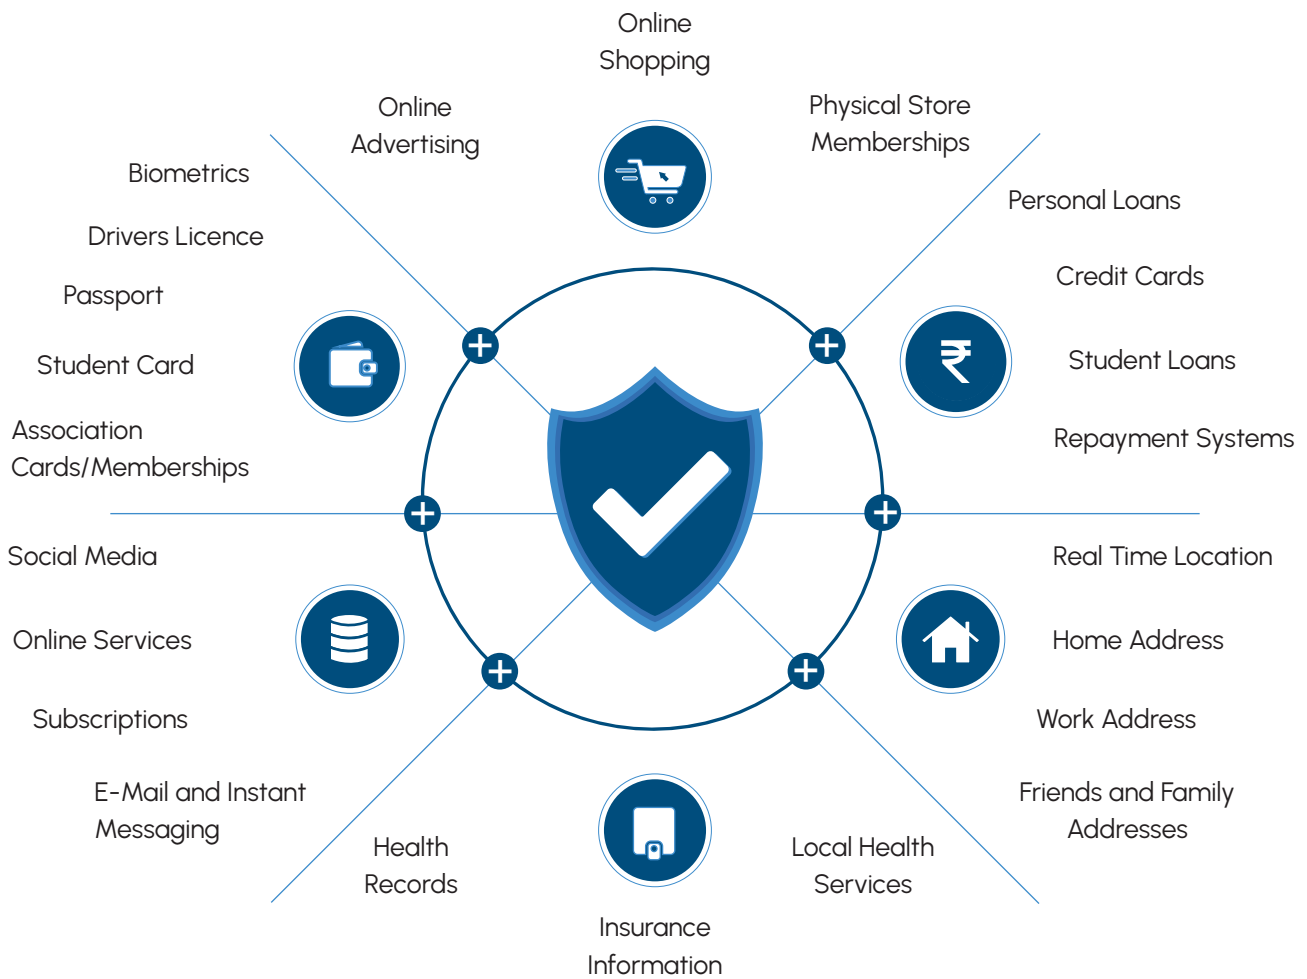 Online
Shopping
Online
Advertising
Physical Store
Memberships
Biometrics
Drivers Licence
Passport
Student Card
Association
Cards/Memberships
Personal Loans
Credit Cards
₹
Student Loans
Repayment Systems
Social Media
Online Services
Subscriptions
E-Mail and Instant
Messaging
Real Time Location
Home Address
Work Address
Friends and Family
Addresses
Health
Records
Local Health
Services
Insurance
Information